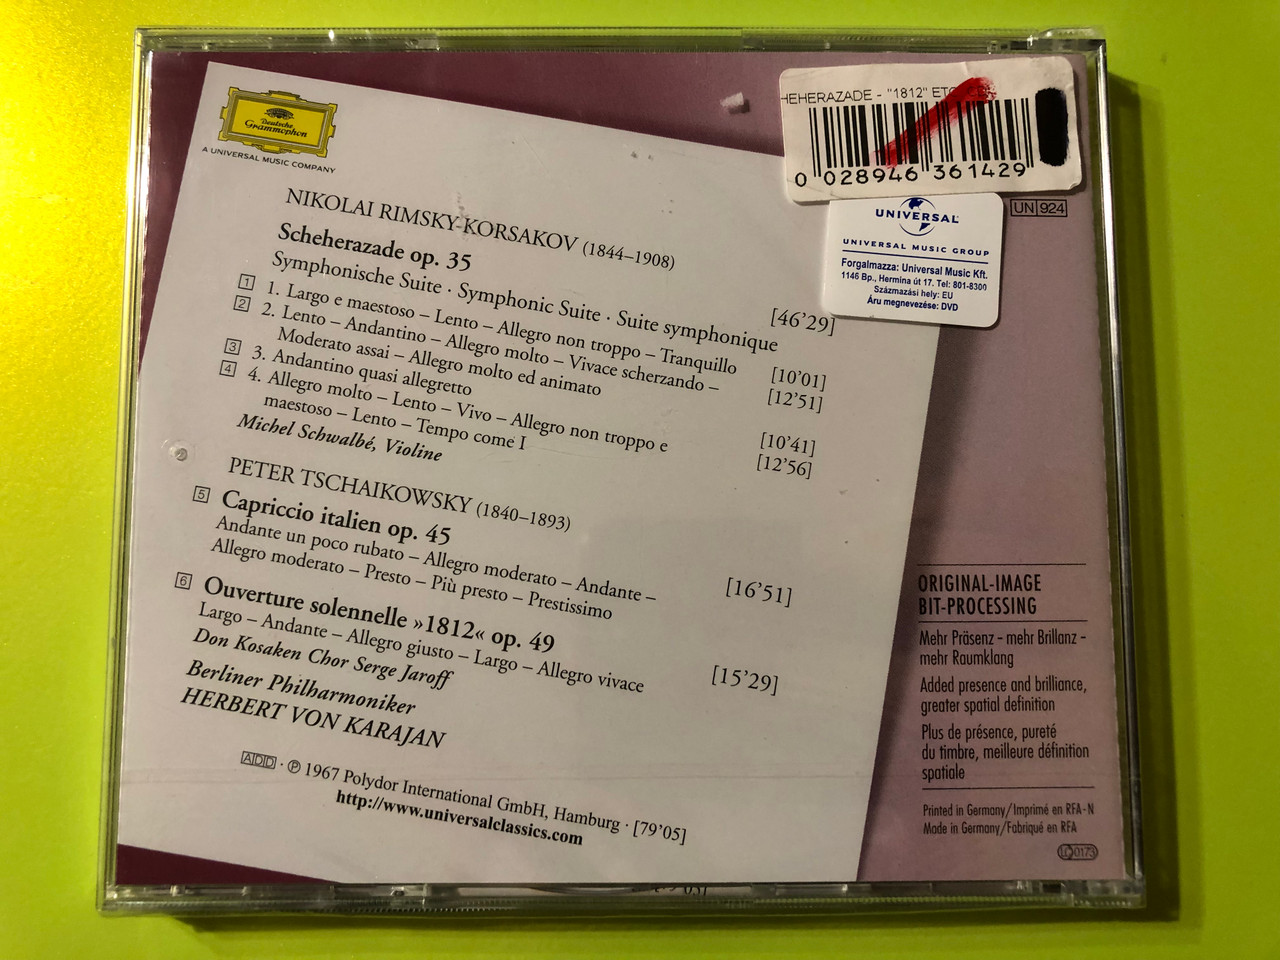 Deutsche
Grammophon
A UNIVERSAL MUSIC COMPANY
HEHERAZADE - "1812" ETC
0 028946 361429
UN 924
UNIVERSAL
UNIVERSAL MUSIC GROUP
Forgalmazza: Universal Music Kft.
1146 Bp., Hermina út 17. Tel: 801-8300
Származási hely: EU
Áru megnevezése: DVD
NIKOLAI RIMSKY-KORSAKOV (1844–1908)
Scheherazade op. 35
Symphonische Suite · Symphonic Suite · Suite symphonique [46'29]
1 1. Largo e maestoso – Lento – Allegro non troppo – Tranquillo [10'01]
2 2. Lento – Andantino – Allegro molto – Vivace scherzando – [12'51]
Moderato assai – Allegro molto ed animato
3 3. Andantino quasi allegretto [10'41]
4 4. Allegro molto – Lento – Vivo – Allegro non troppo e [12'56]
maestoso – Lento – Tempo come I
Michel Schwalbé, Violine
PETER TSCHAIKOWSKY (1840–1893)
5 Capriccio italien op. 45 [16'51]
Andante un poco rubato – Allegro moderato – Andante –
Allegro moderato – Presto – Più presto – Prestissimo
6 Ouverture solennelle »1812« op. 49 [15'29]
Largo – Andante – Allegro giusto – Largo – Allegro vivace
Don Kosaken Chor Serge Jaroff
Berliner Philharmoniker
HERBERT VON KARAJAN
ADD · ℗ 1967 Polydor International GmbH, Hamburg · [79'05]
http://www.universalclassics.com
ORIGINAL-IMAGE
BIT-PROCESSING
Mehr Präsenz – mehr Brillanz –
mehr Raumklang
Added presence and brilliance,
greater spatial definition
Plus de présence, pureté
du timbre, meilleure définition
spatiale
Printed in Germany/Imprimé en RFA-N
Made in Germany/Fabriqué en RFA
LC 0173